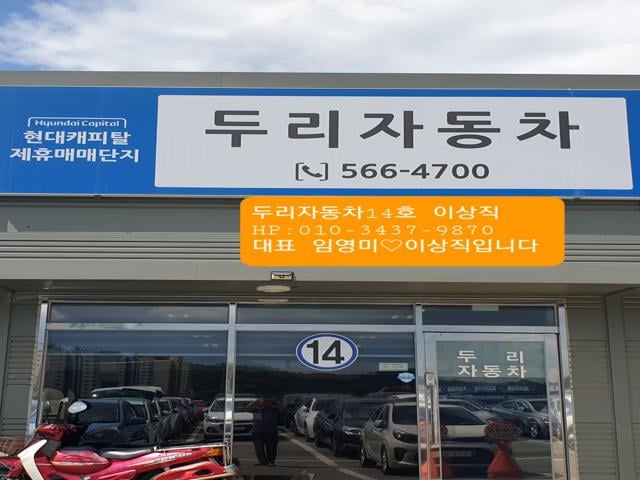 Hyundai Capital
현대캐피탈
제휴매매단지
두리자동차
566-4700
두리자동차14호 이상직
HP:010-3437-9870
대표 임영미♡이상직입니다
14
두 리
자동차